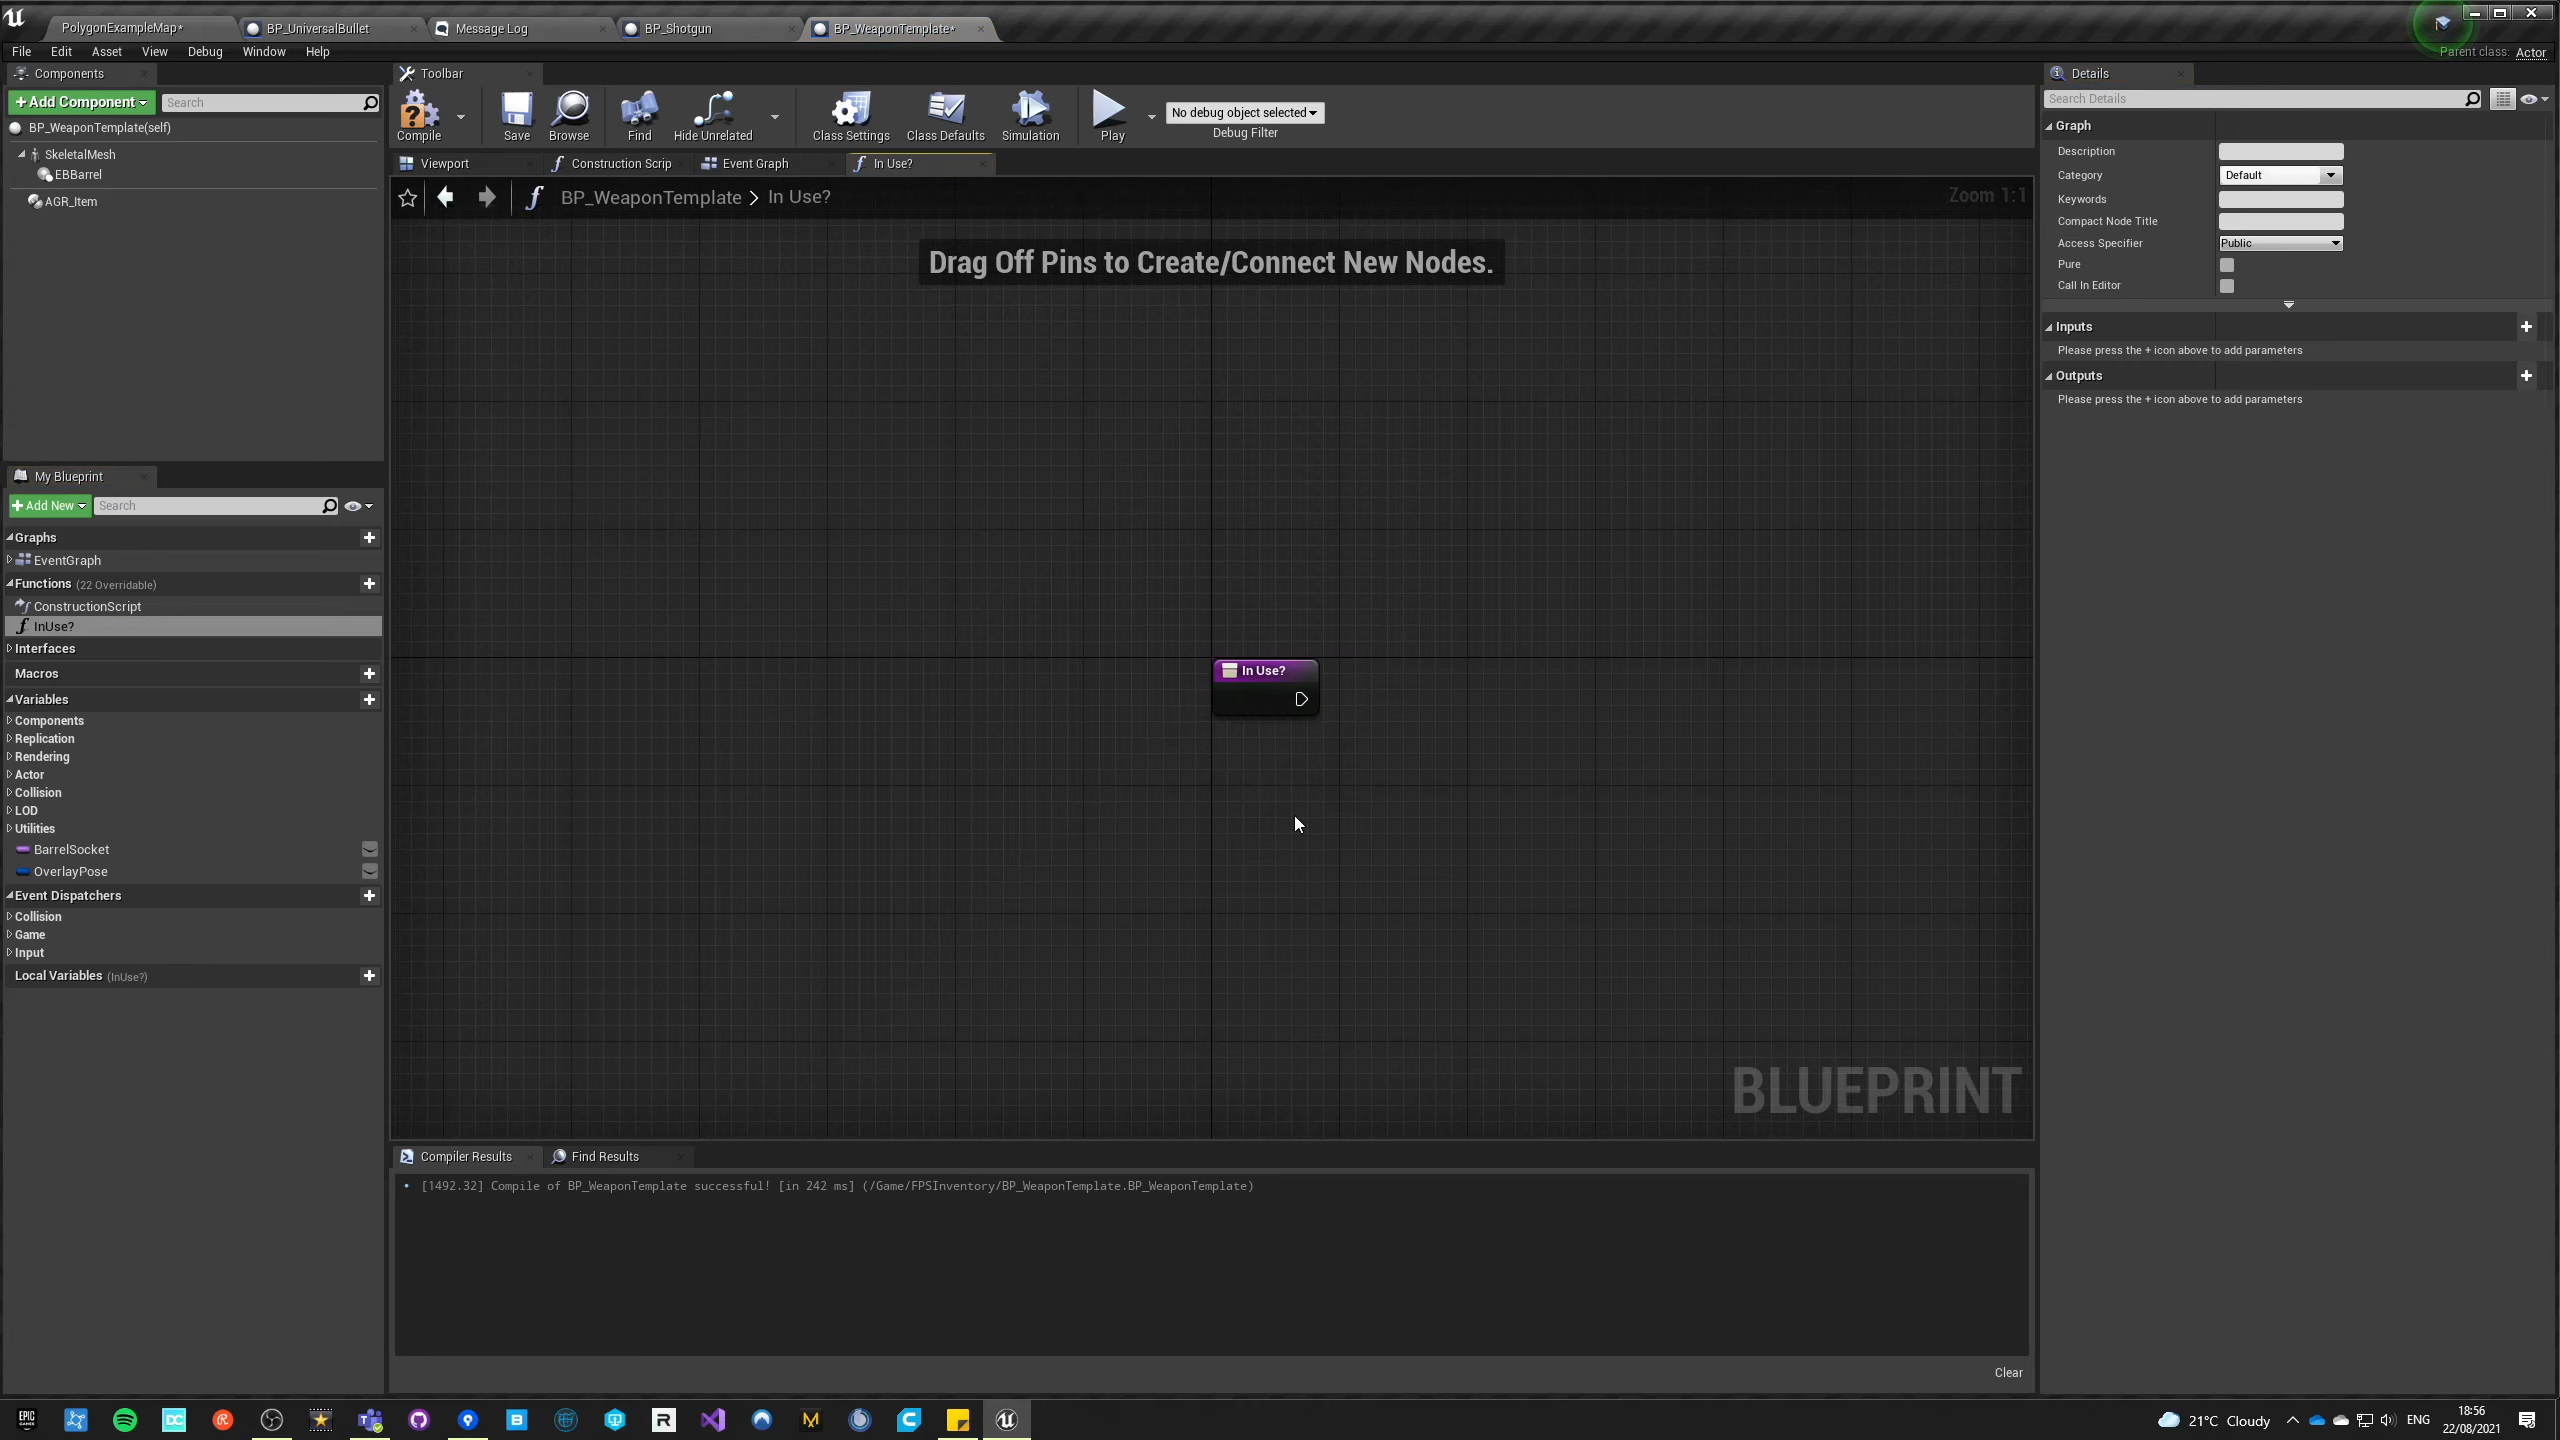 PolygonExampleMap*
BP_UniversalBullet
Message Log
BP_Shotgun
BP_WeaponTemplate*
File Edit Asset View Debug Window Help
Parent class: Actor
Components
Toolbar
Details
+Add Component
Search
Search Details
BP_WeaponTemplate(self)
SkeletalMesh
EBBarrel
AGR_Item
Compile
Save
Browse
Find
Hide Unrelated
Class Settings
Class Defaults
Simulation
Play
No debug object selected
Debug Filter
Viewport
Construction Scrip
Event Graph
In Use?
BP_WeaponTemplate > In Use?
Zoom 1:1
Drag Off Pins to Create/Connect New Nodes.
In Use?
BLUEPRINT
Graph
Description
Category
Default
Keywords
Compact Node Title
Access Specifier
Public
Pure
Call In Editor
Inputs
Please press the + icon above to add parameters
Outputs
Please press the + icon above to add parameters
My Blueprint
+Add New
Search
Graphs
EventGraph
Functions (22 Overridable)
ConstructionScript
InUse?
Interfaces
Macros
Variables
Components
Replication
Rendering
Actor
Collision
LOD
Utilities
BarrelSocket
OverlayPose
Event Dispatchers
Collision
Game
Input
Local Variables (InUse?)
Compiler Results
Find Results
[1492.32] Compile of BP_WeaponTemplate successful! [in 242 ms] (/Game/FPSInventory/BP_WeaponTemplate.BP_WeaponTemplate)
Clear
21°C Cloudy
ENG
18:56
22/08/2021